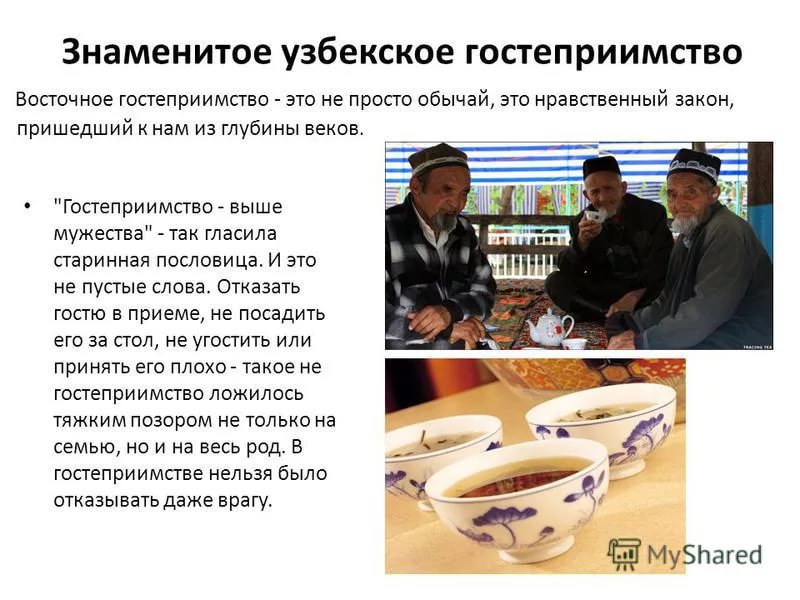 Знаменитое узбекское гостеприимство
Восточное гостеприимство - это не просто обычай, это нравственный закон,
пришедший к нам из глубины веков.
• "Гостеприимство - выше
мужества" - так гласила
старинная пословица. И это
не пустые слова. Отказать
гостю в приеме, не посадить
его за стол, не угостить или
принять его плохо - такое не
гостеприимство ложилось
тяжким позором не только на
семью, но и на весь род. В
гостеприимстве нельзя было
отказывать даже врагу.
TRACING TEA
MyShared